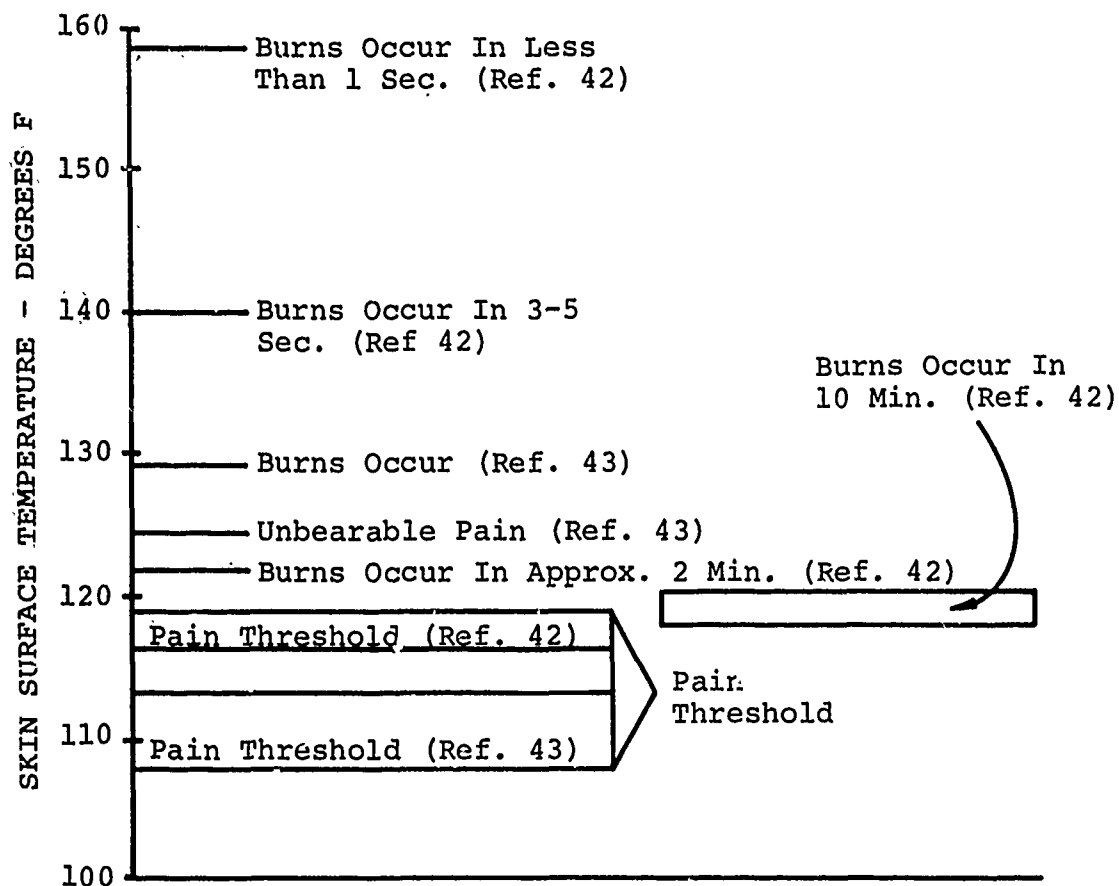 160
Burns Occur In Less
Than 1 Sec. (Ref. 42)
150
140
Burns Occur In 3-5
Sec. (Ref 42)
Burns Occur In
10 Min. (Ref. 42)
130
Burns Occur (Ref. 43)
Unbearable Pain (Ref. 43)
Burns Occur In Approx. 2 Min. (Ref. 42)
120
Pain Threshold (Ref. 42)
Pain
Threshold
110
Pain Threshold (Ref. 43)
100
SKIN SURFACE TEMPERATURE - DEGREES F